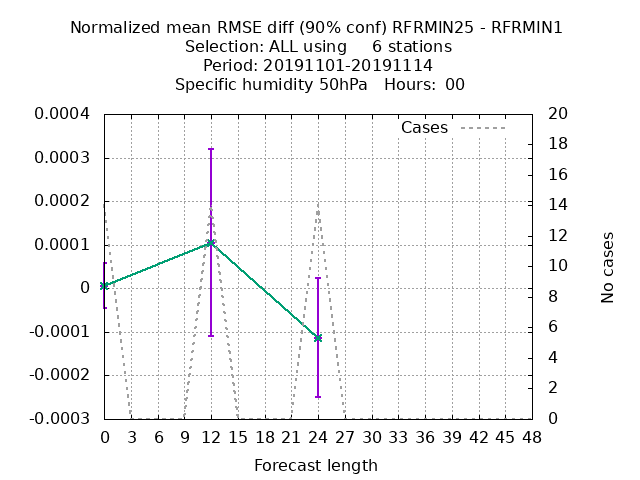 Normalized mean RMSE diff (90% conf) RFRMIN25 - RFRMIN1
Selection: ALL using     6 stations
Period: 20191101-20191114
Specific humidity 50hPa   Hours:  00
0.0004
0.0003
0.0002
0.0001
0
-0.0001
-0.0002
-0.0003
Cases
20
18
16
14
12
10
8
6
4
2
0
No cases
0 3 6 9 12 15 18 21 24 27 30 33 36 39 42 45 48
Forecast length